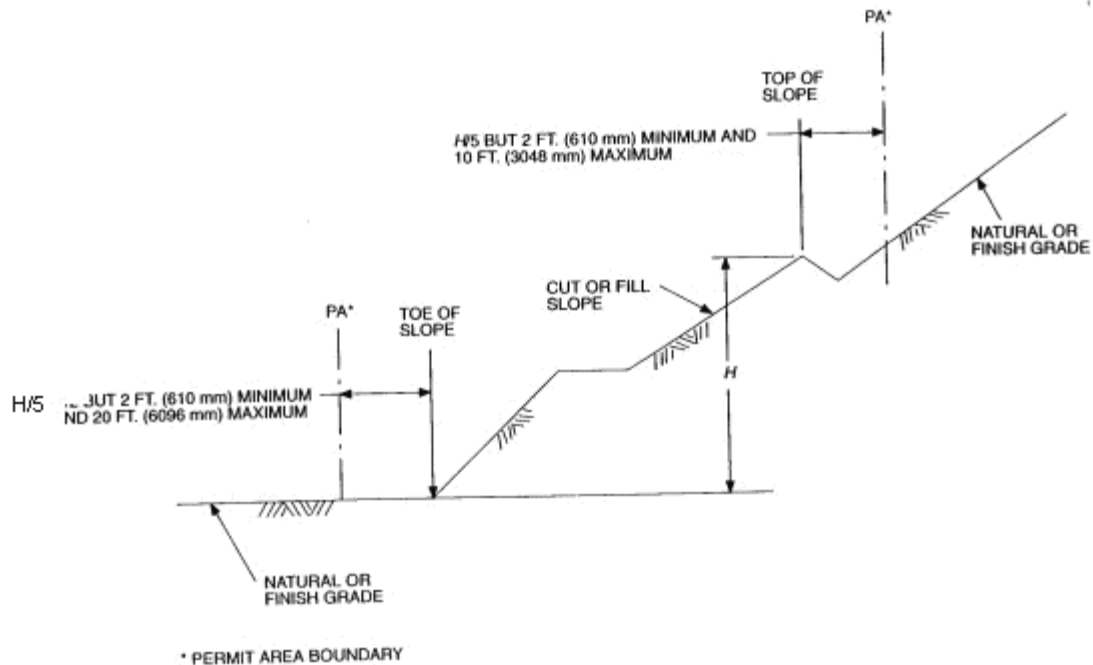 PA*
TOP OF
SLOPE
H/5 BUT 2 FT. (610 mm) MINIMUM AND
10 FT. (3048 mm) MAXIMUM
NATURAL OR
FINISH GRADE
CUT OR FILL
SLOPE
PA*
TOE OF
SLOPE
H
H/5 BUT 2 FT. (610 mm) MINIMUM
ND 20 FT. (6096 mm) MAXIMUM
NATURAL OR
FINISH GRADE
* PERMIT AREA BOUNDARY